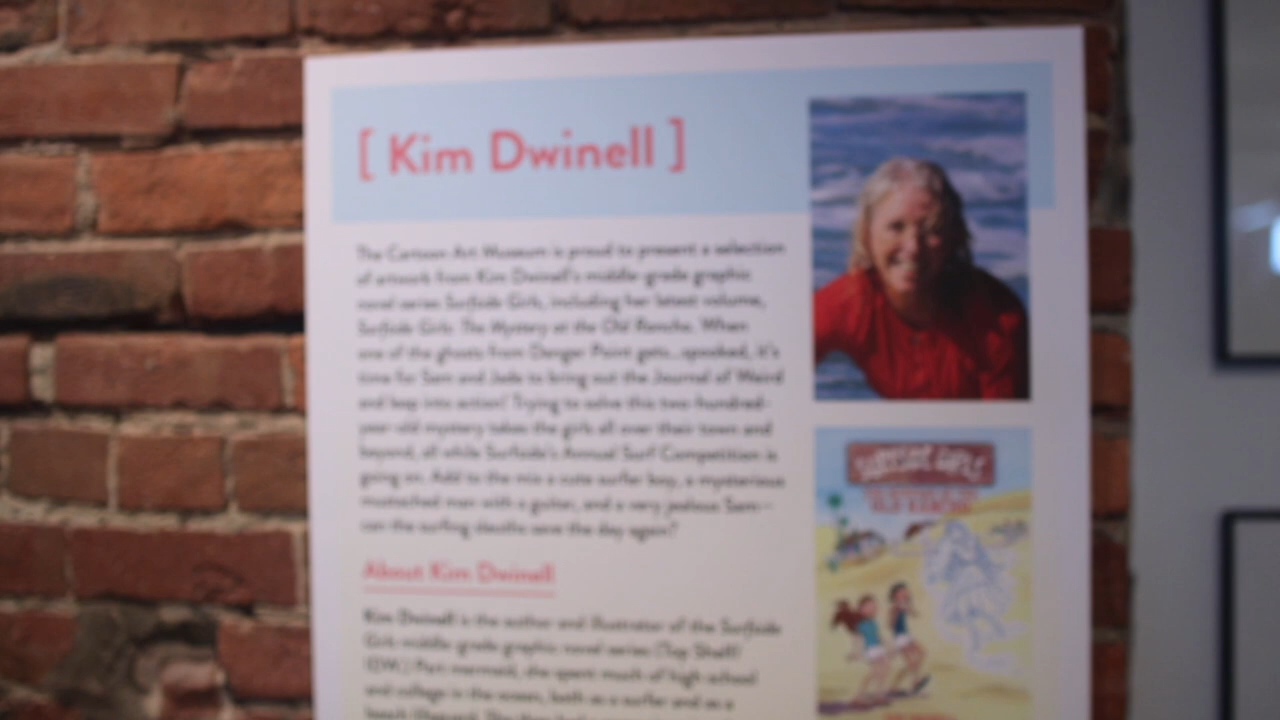 [ Kim Dwinell ]
The Cartoon Art Museum is proud to present a selection
of artwork from Kim Dwinell's middle-grade graphic
novel series Surfside Girls, including her latest volume,
Surfside Girls: The Mystery at the Old Rancho. When
one of the ghosts from Danger Point gets...spooked, it's
time for Sam and Jade to bring out the Journal of Weird
and leap into action! Trying to solve this two-hundred-
year-old mystery takes the girls all over their town and
beyond, all while Surfside's Annual Surf Competition is
going on. Add to the mix a cute surfer boy, a mysterious
mustached man with a guitar, and a very jealous Sam—
can the surfing sleuths save the day again?
About Kim Dwinell
Kim Dwinell is the author and illustrator of the Surfside
Girls middle-grade graphic novel series (Top Shelf/
IDW.) Part mermaid, she spent much of high school
and college in the ocean, both as a surfer and as a
beach lifeguard.
SURFSIDE GIRLS
OLD RANCHO